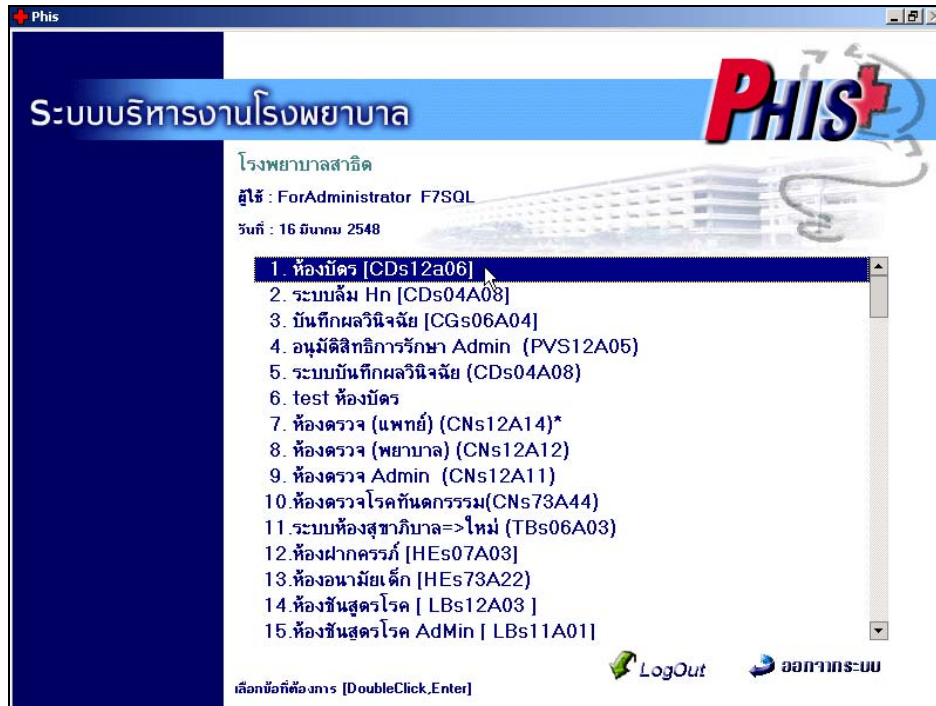 Phis
ระบบบริหารงานโรงพยาบาล
PHIS
โรงพยาบาลสาธิต
ผู้ใช้ : ForAdministrator F7SQL
วันที่ : 16 มีนาคม 2548
1. ห้องบัตร [CDs12a06]
2. ระบบล้ม Hn [CDs04A08]
3. บันทึกผลวินิจฉัย [CGs06A04]
4. อนุมัติสิทธิการรักษา Admin (PVS12A05)
5. ระบบบันทึกผลวินิจฉัย (CDs04A08)
6. test ห้องบัตร
7. ห้องตรวจ (แพทย์) (CNs12A14)*
8. ห้องตรวจ (พยาบาล) (CNs12A12)
9. ห้องตรวจ Admin (CNs12A11)
10.ห้องตรวจโรคทันตกรรรม(CNs73A44)
11.ระบบห้องสุขาภิบาล=>ใหม่ (TBs06A03)
12.ห้องฝากครรภ์ [HEs07A03]
13.ห้องอนามัยเด็ก [HEs73A22)
14.ห้องชันสูตรโรค [ LBs12A03 ]
15.ห้องชันสูตรโรค AdMin [ LBs11A01]
LogOut
ออกจากระบบ
เลือกข้อที่ต้องการ [DoubleClick,Enter]